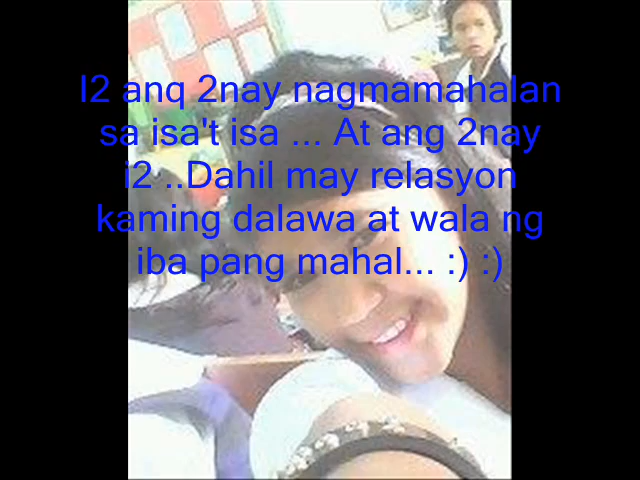 I2 anq 2nay nagmamahalan
sa isa't isa ... At ang 2nay
i2 ..Dahil may relasyon
kaming dalawa at wala ng
iba pang mahal... :) :)